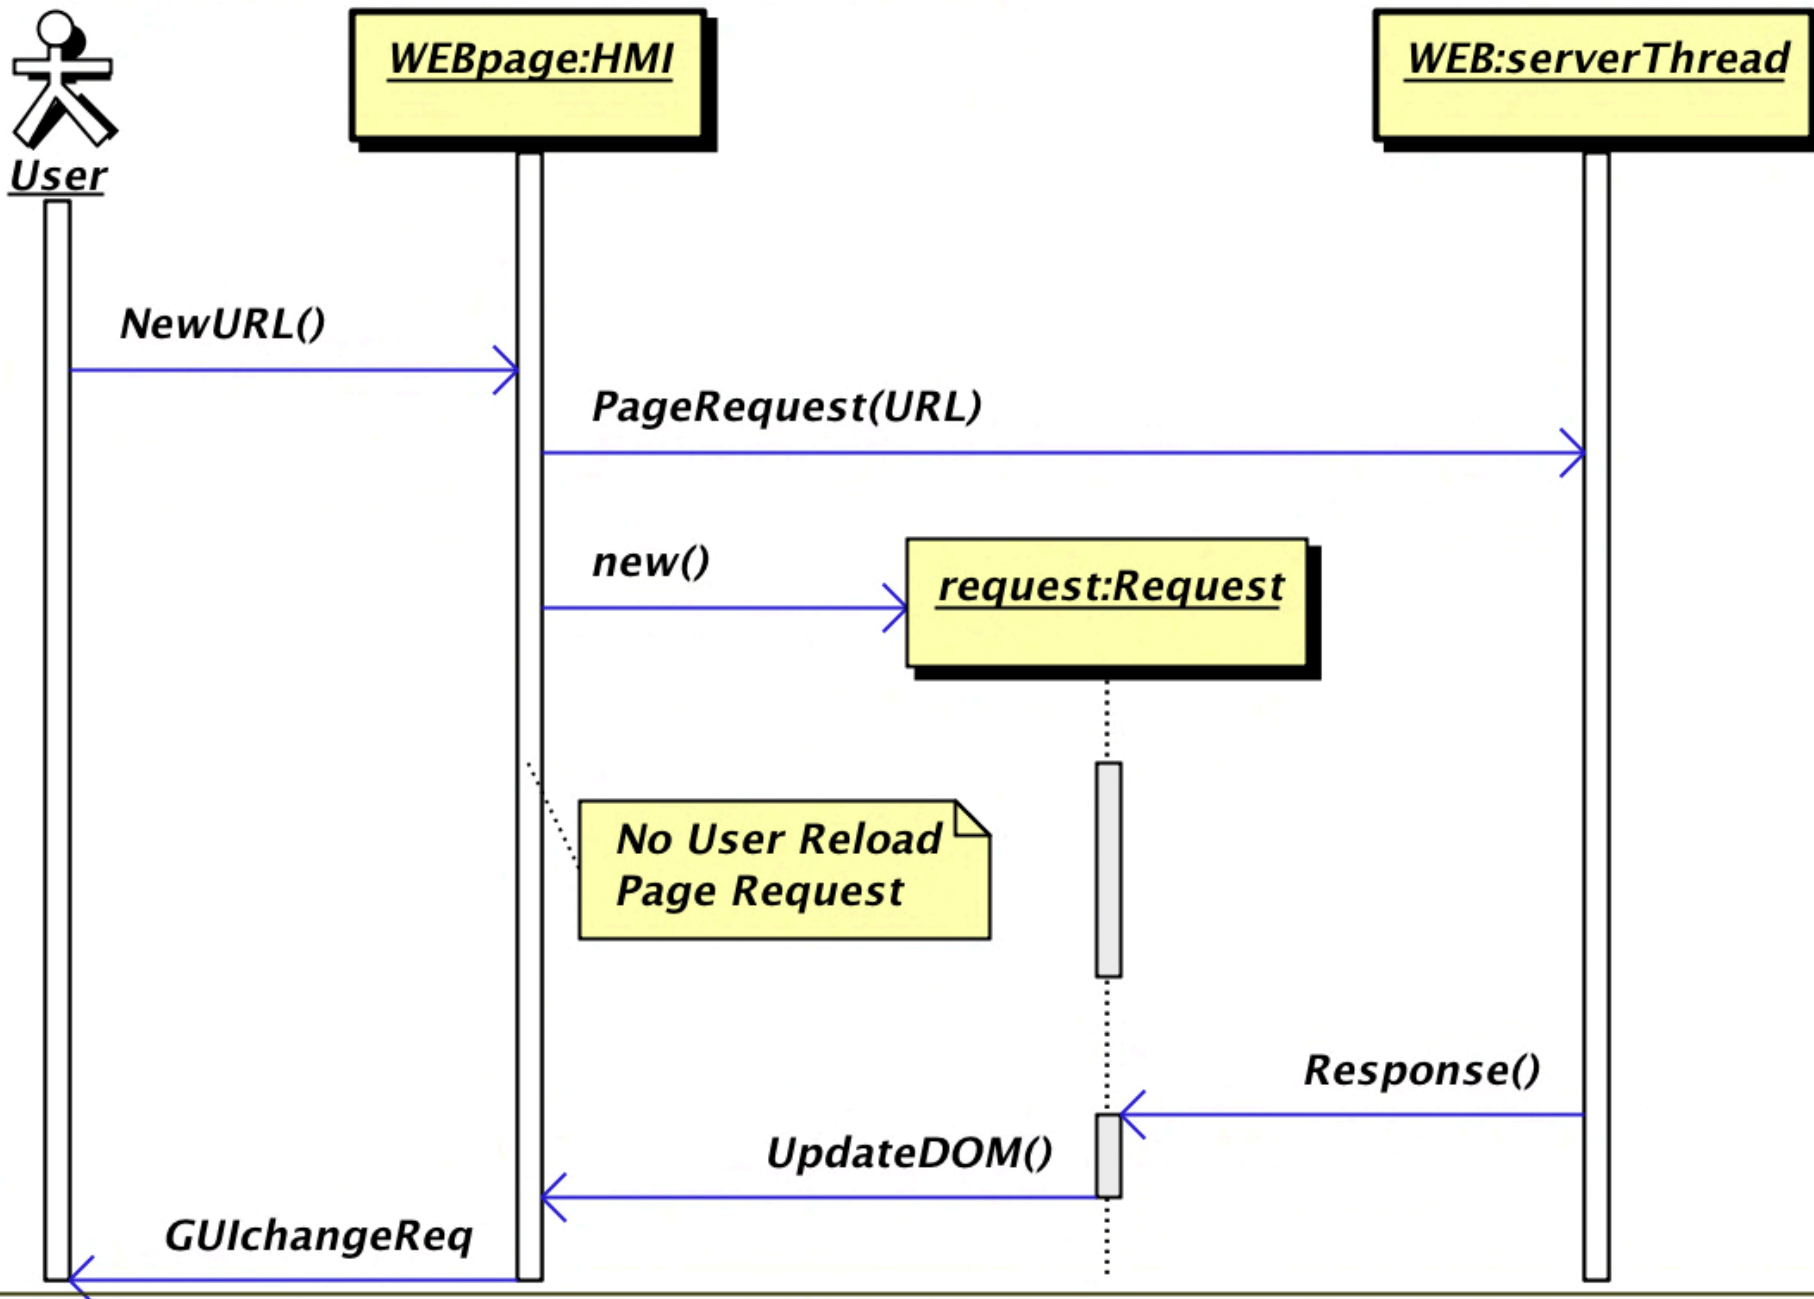 WEBpage:HMI
WEB:serverThread
User
NewURL()
PageRequest(URL)
new()
request:Request
No User Reload
Page Request
Response()
UpdateDOM()
GUIchangeReq